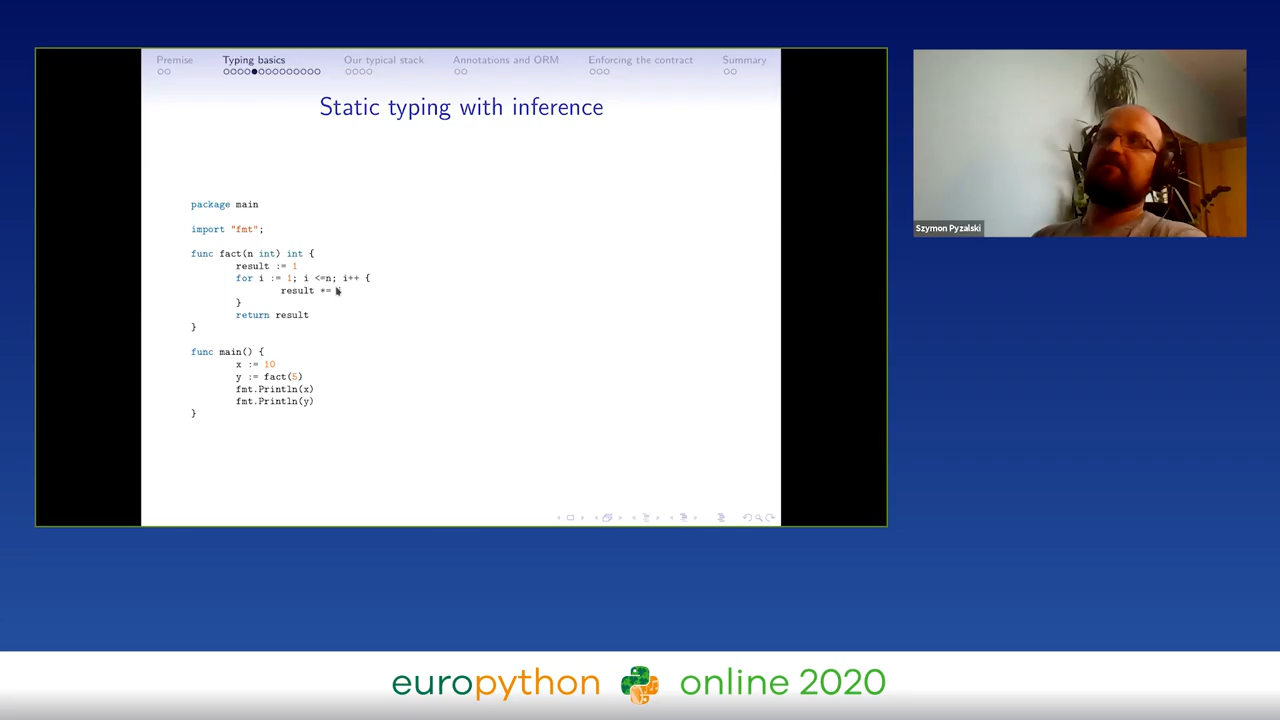 Premise
Typing basics
Our typical stack
Annotations and ORM
Enforcing the contract
Summary
Static typing with inference
package main
import "fmt";
func fact(n int) int {
result := 1
for i := 1; i <=n; i++ {
result *=
}
return result
}
func main() {
x := 10
y := fact(5)
fmt.Println(x)
fmt.Println(y)
}
Szymon Pyzalski
europython online 2020